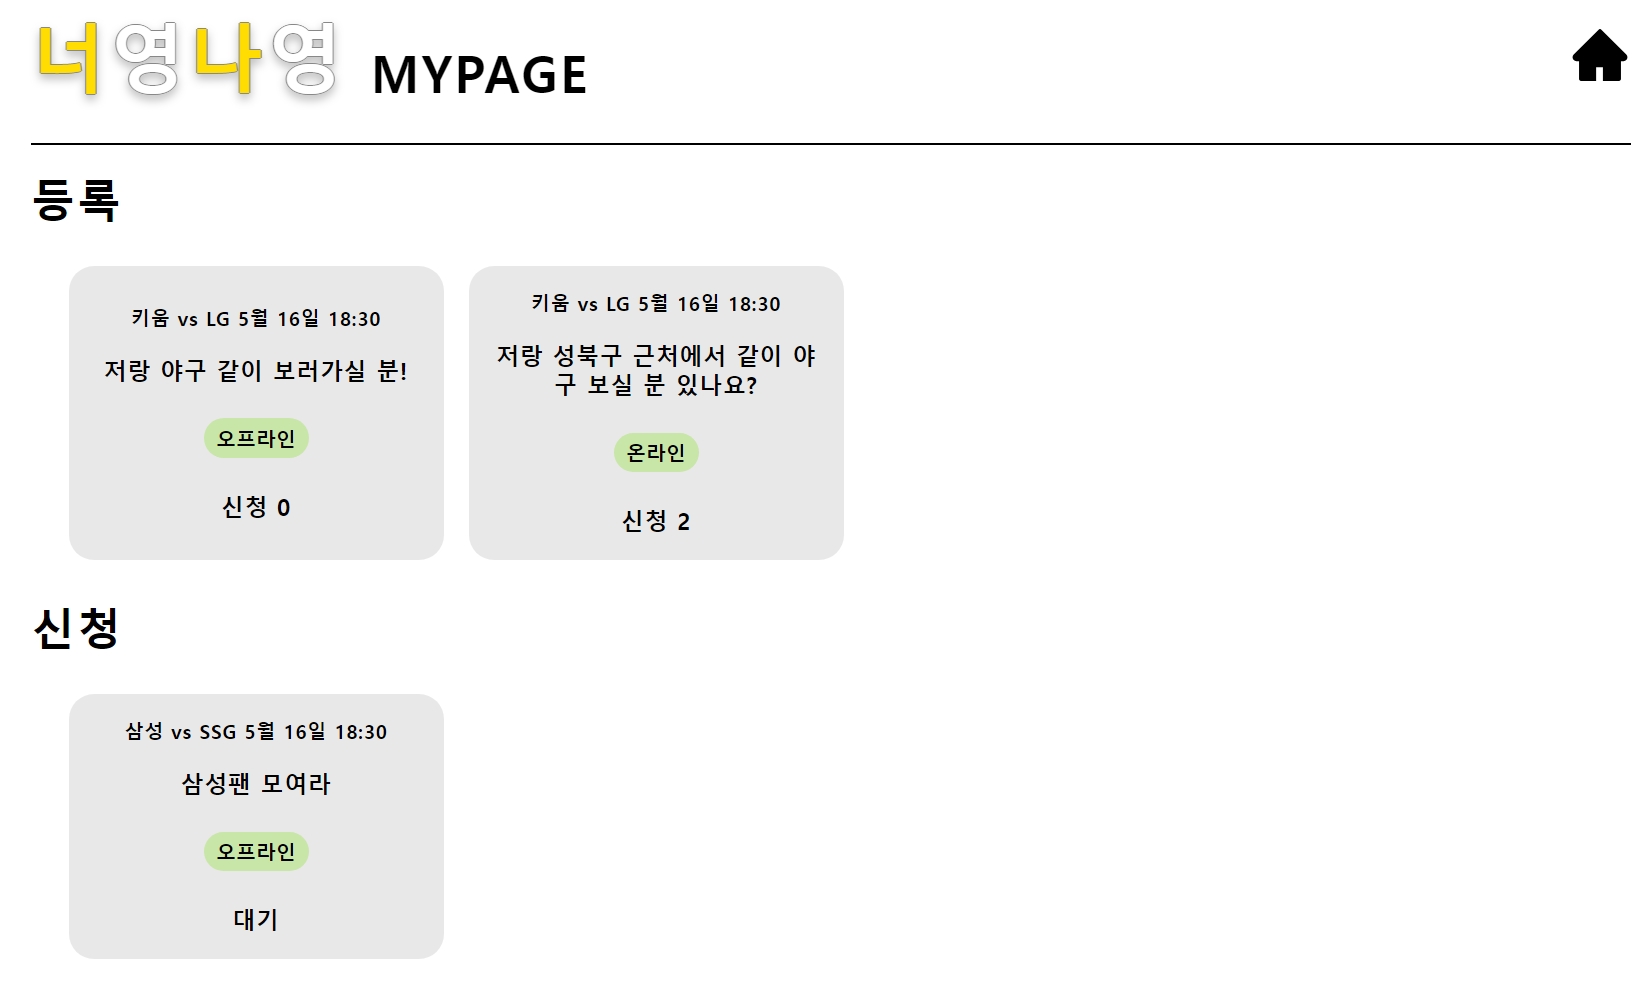 너영나영 MYPAGE
등록
키움 vs LG 5월 16일 18:30
저랑 야구 같이 보러가실 분!
오프라인
신청 0
키움 vs LG 5월 16일 18:30
저랑 성북구 근처에서 같이 야
구 보실 분 있나요?
온라인
신청 2
신청
삼성 vs SSG 5월 16일 18:30
삼성팬 모여라
오프라인
대기